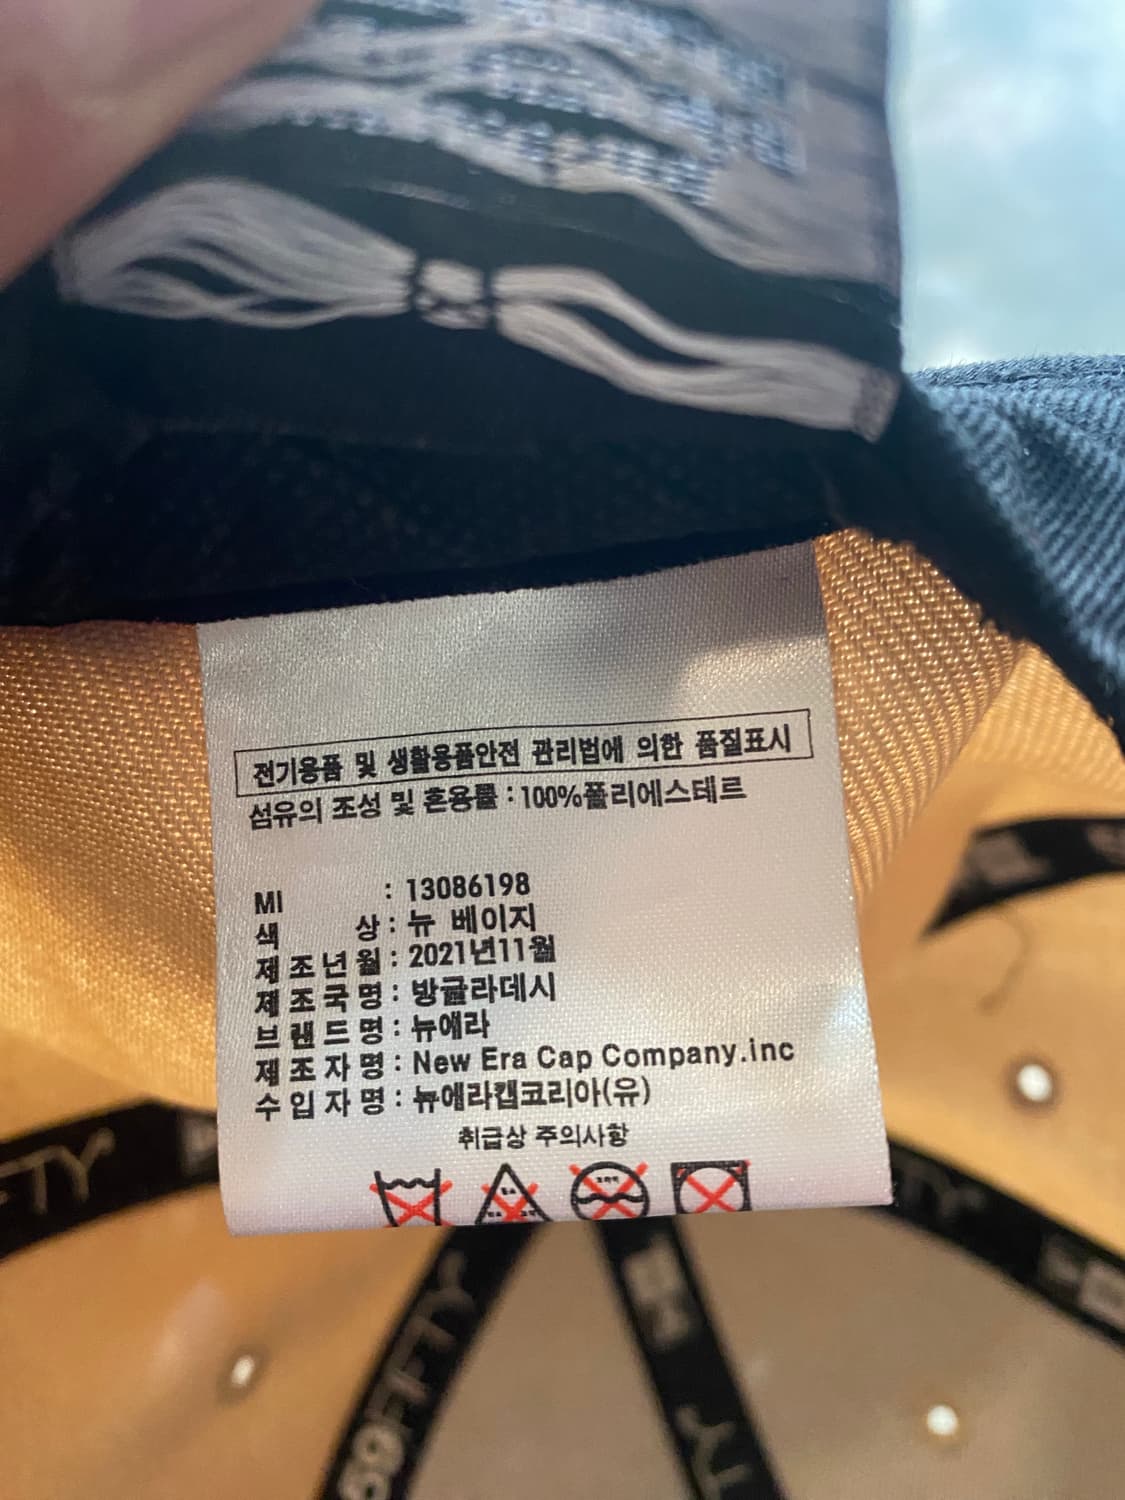 전기용품 및 생활용품안전 관리법에 의한 품질표시
섬유의 조성 및 혼용률 : 100%폴리에스테르
MI : 13086198
색 상 : 뉴 베이지
제조년월 : 2021년11월
제조국명 : 방글라데시
브랜드명 : 뉴에라
제조자명 : New Era Cap Company.inc
수입자명 : 뉴에라캡코리아(유)
취급상 주의사항
59FIFTY